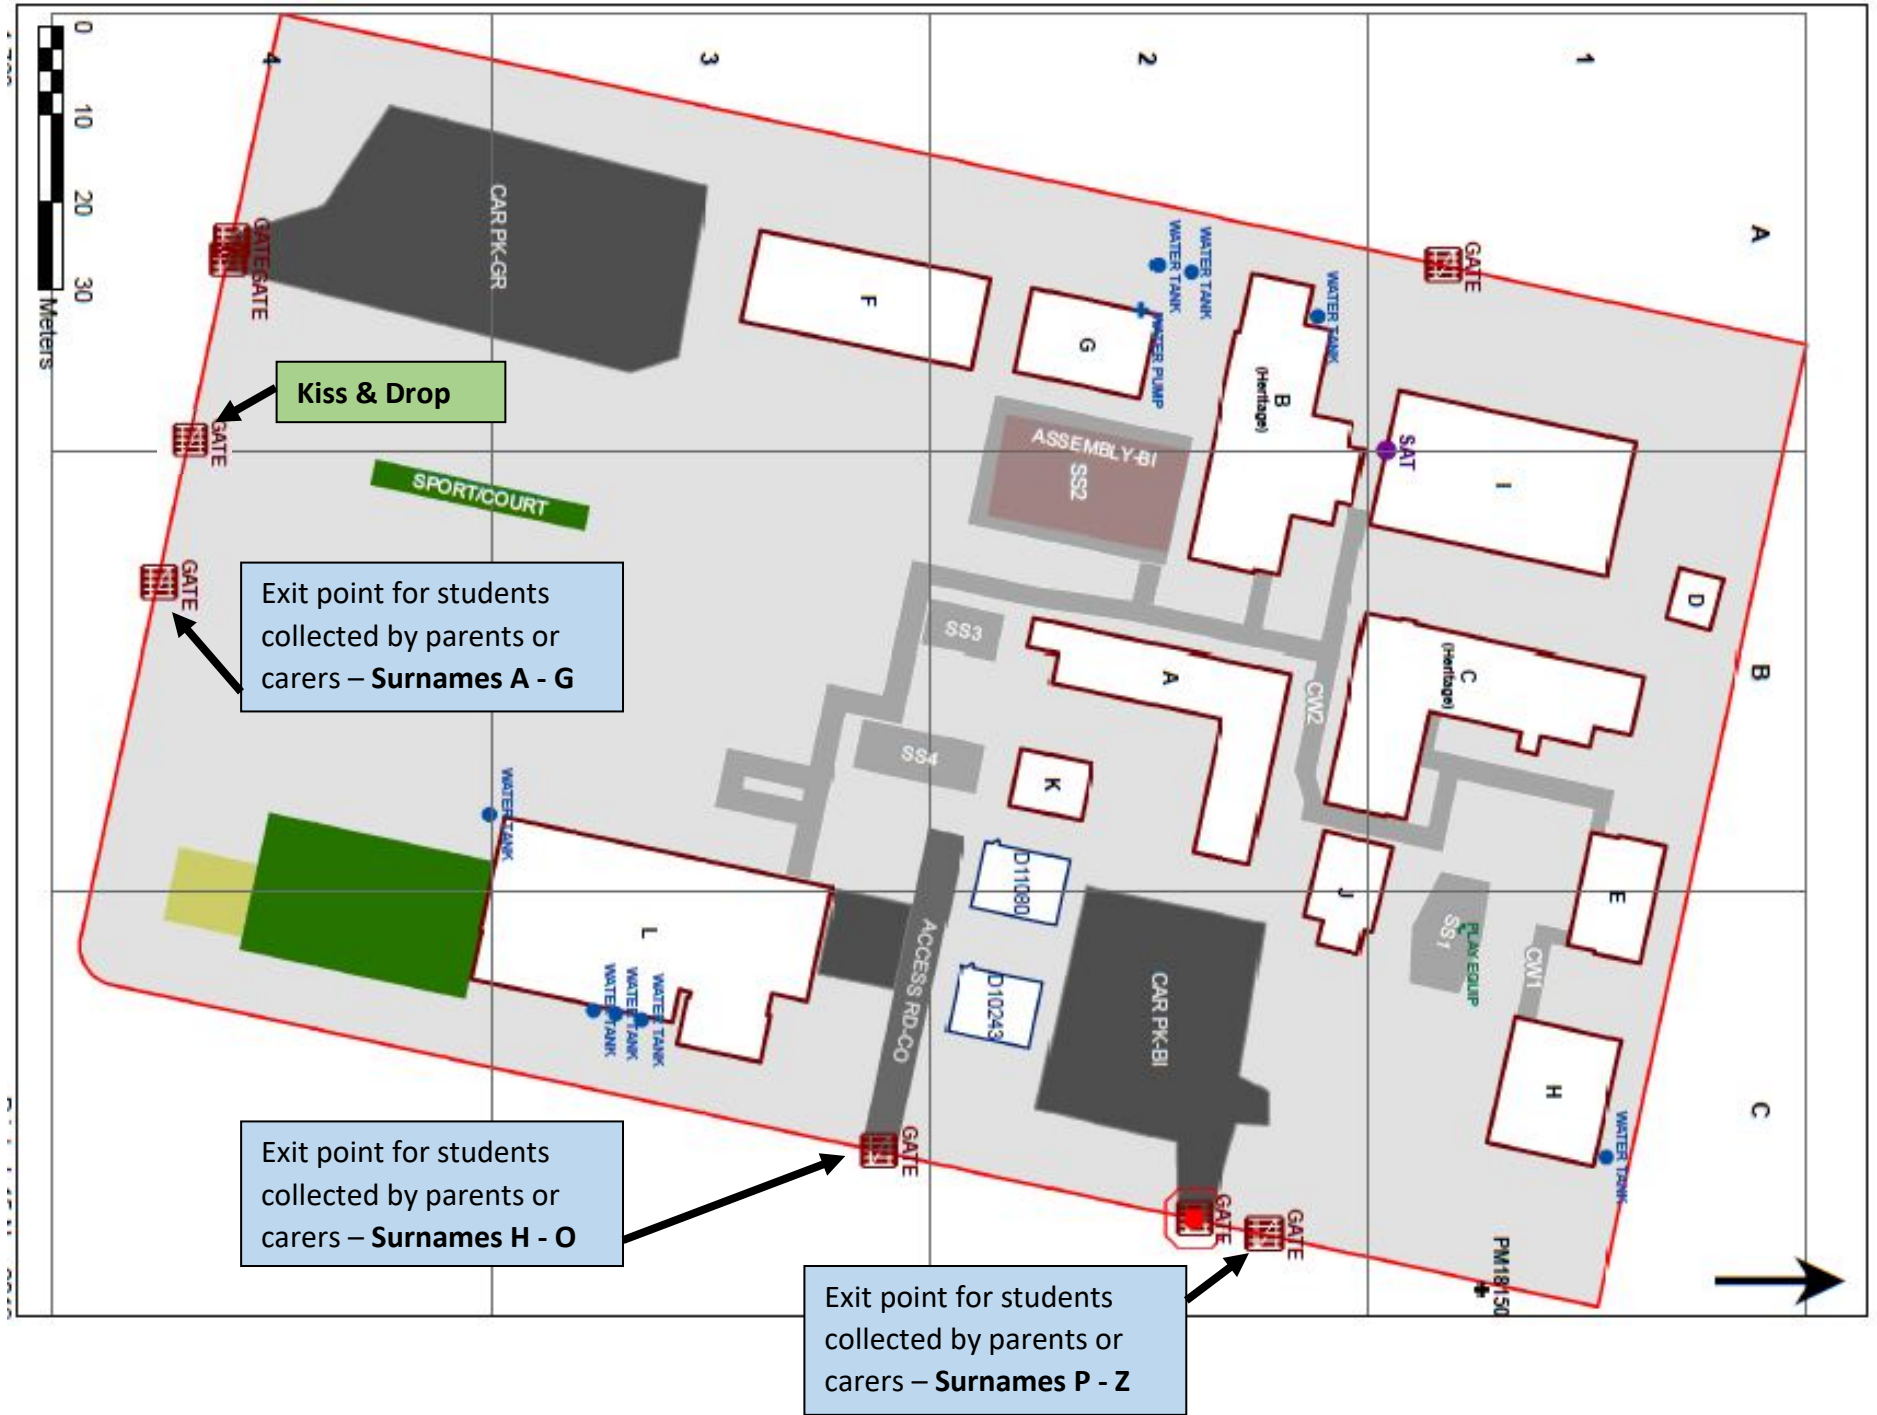 0
10
20
30
Meters
4
3
2
1
A
B
C
GATE
GATE
CAR PK-GR
F
G
WATER TANK
WATER TANK
WATER PUMP
B
(Heritage)
WATER TANK
GATE
Kiss & Drop
GATE
SPORT/COURT
ASSEMBLY-BI
SS2
SAT
I
D
GATE
Exit point for students
collected by parents or
carers – Surnames A - G
SS3
A
CW2
C
(Heritage)
SS4
K
WATER TANK
D11080
J
E
L
ACCESS RD-CO
D10243
CAR PK-BI
SS1
PLAY EQUIP
CW1
WATER TANK
WATER TANK
WATER TANK
H
WATER TANK
Exit point for students
collected by parents or
carers – Surnames H - O
GATE
GATE
GATE
PM18150
Exit point for students
collected by parents or
carers – Surnames P - Z